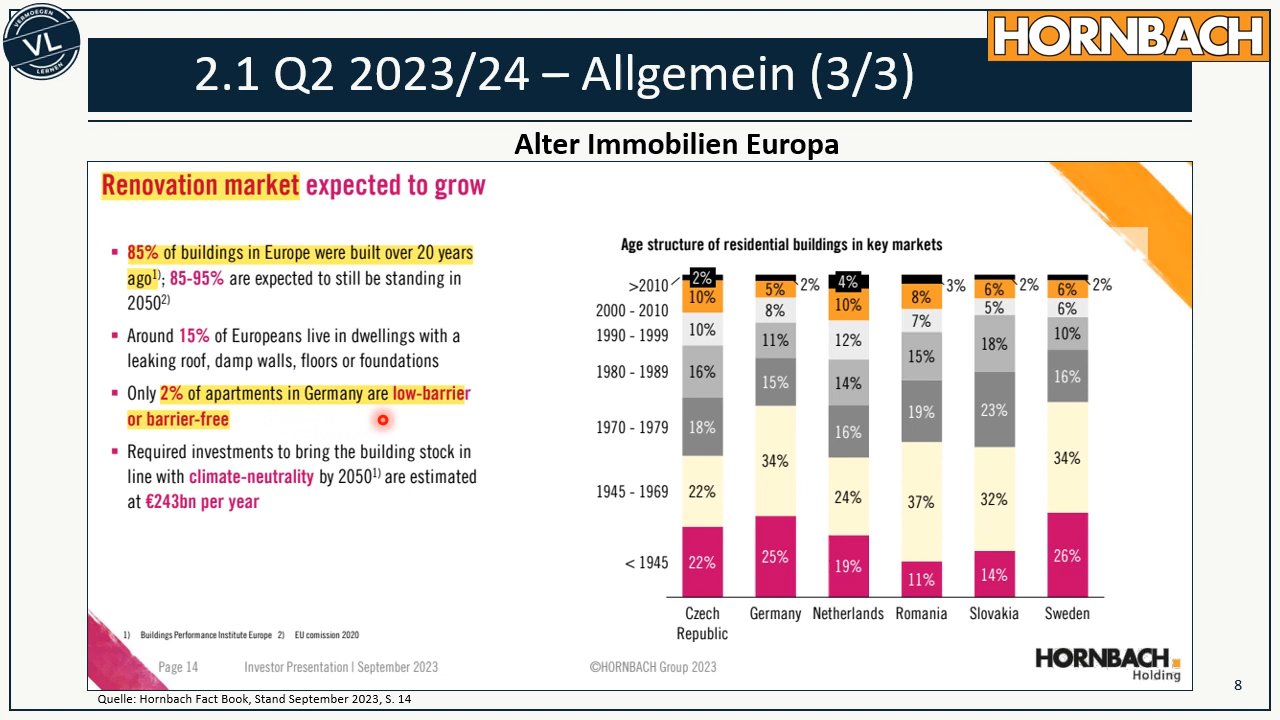 VERMOEGEN
VL
LERNEN
HORNBACH
2.1 Q2 2023/24 – Allgemein (3/3)
Alter Immobilien Europa
Renovation market expected to grow
▪ 85% of buildings in Europe were built over 20 years
ago1); 85-95% are expected to still be standing in
20502)
▪ Around 15% of Europeans live in dwellings with a
leaking roof, damp walls, floors or foundations
▪ Only 2% of apartments in Germany are low-barrier
or barrier-free
▪ Required investments to bring the building stock in
line with climate-neutrality by 20501) are estimated
at €243bn per year
Age structure of residential buildings in key markets
>2010 2% 2% 4% 3% 2% 2%
2000 - 2010 10% 5% 10% 8% 6% 6%
1990 - 1999 10% 8% 12% 7% 5% 6%
1980 - 1989 16% 11% 14% 15% 18% 10%
1970 - 1979 18% 15% 16% 19% 23% 16%
1945 - 1969 22% 34% 24% 37% 32% 34%
< 1945 22% 25% 19% 11% 14% 26%
Czech Republic Germany Netherlands Romania Slovakia Sweden
1) Buildings Performance Institute Europe 2) EU comission 2020
Page 14 Investor Presentation I September 2023 ©HORNBACH Group 2023
HORNBACH
Holding
Quelle: Hornbach Fact Book, Stand September 2023, S. 14
8